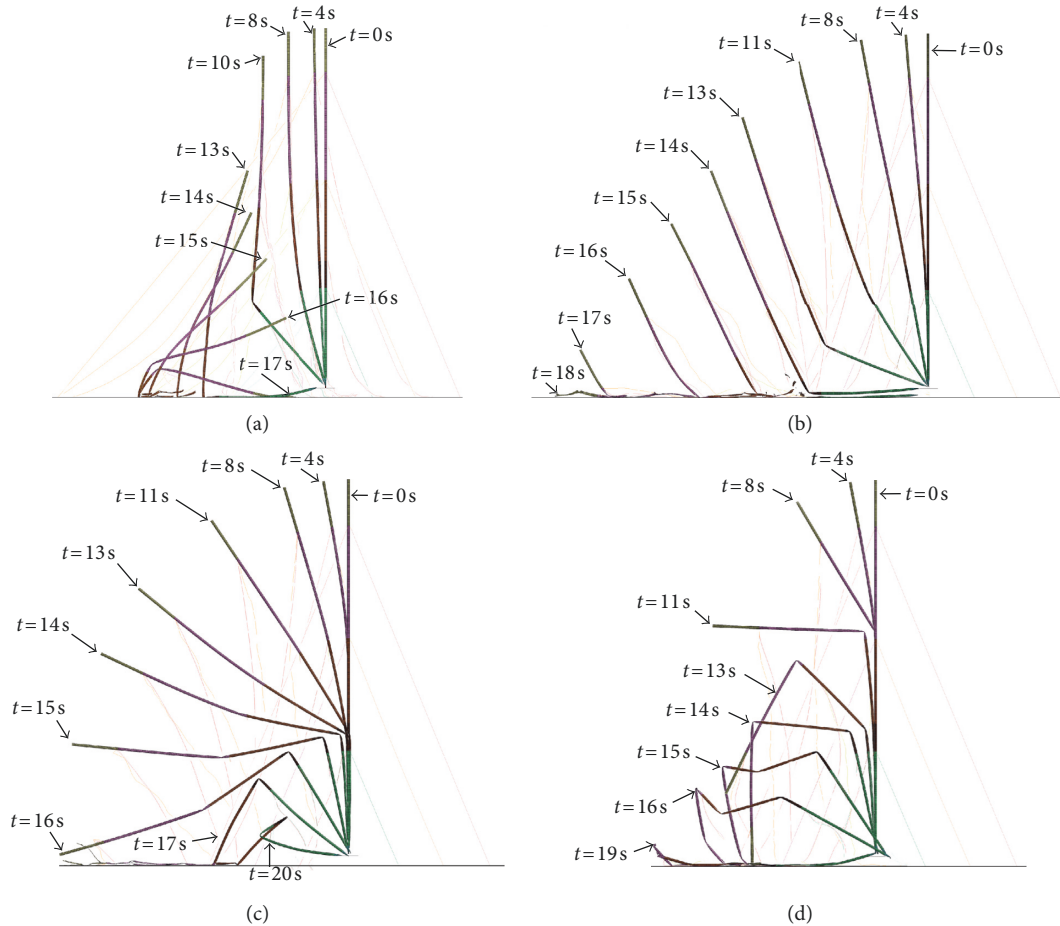 t=4s
t=8s
t=0s
t=10s
t=13s
t=14s
t=15s
t=16s
t=17s
(a)
t=4s
t=8s
t=11s
t=0s
t=13s
t=14s
t=15s
t=16s
t=17s
t=18s
(b)
t=4s
t=8s
t=11s
t=0s
t=13s
t=14s
t=15s
t=16s
t=17s
t=20s
(c)
t=4s
t=8s
t=0s
t=11s
t=13s
t=14s
t=15s
t=16s
t=19s
(d)